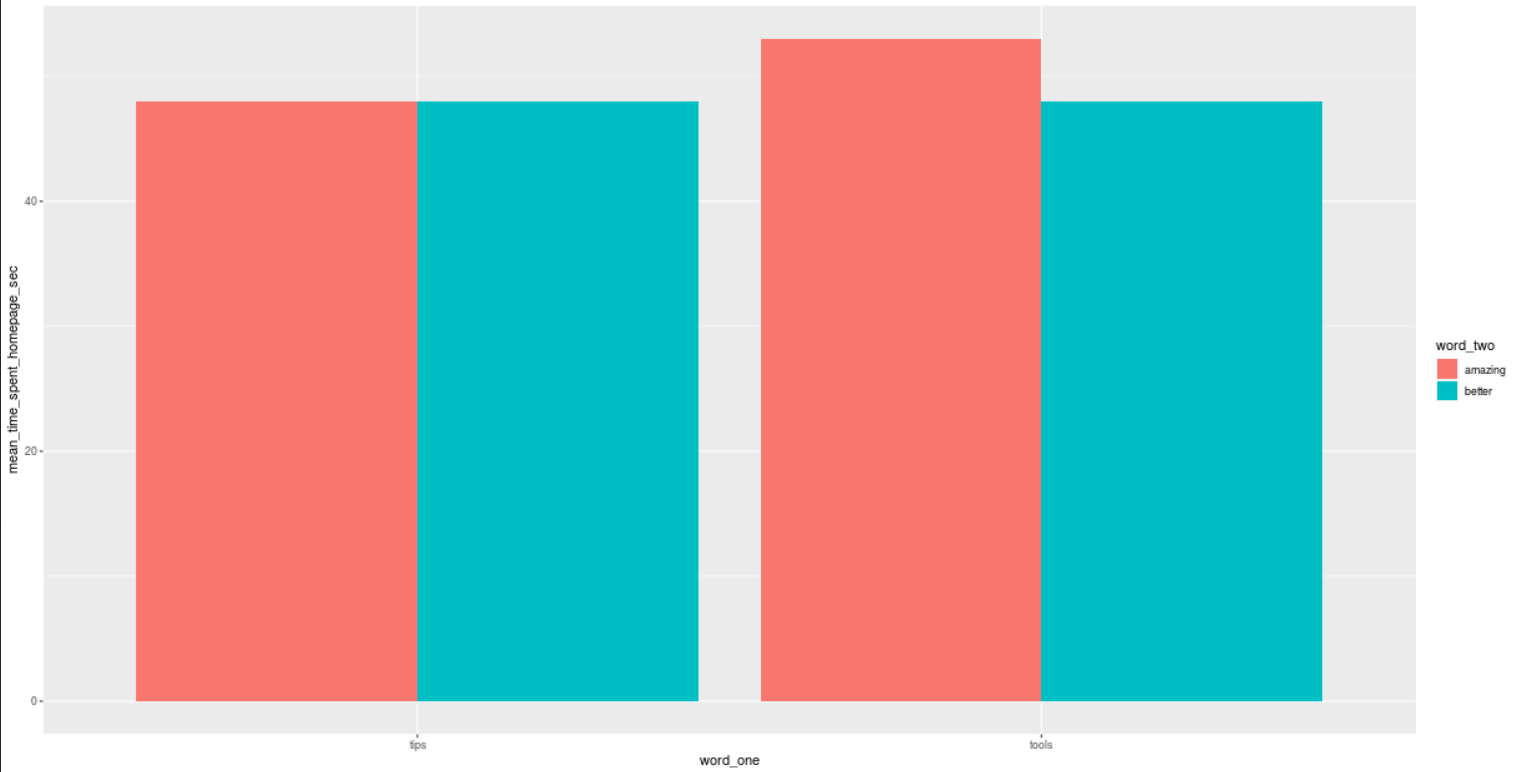 mean_time_spent_homepage_sec
40
20
0
tips
tools
word_one
word_two
amazing
better